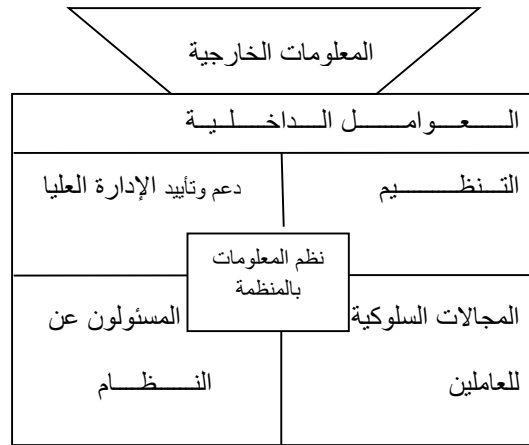 المعلومات الخارجية
العوامل الداخلية
التنظيم
دعم وتأييد الإدارة العليا
نظم المعلومات
بالمنظمة
المجالات السلوكية
للعاملين
المسئولون عن
النظام